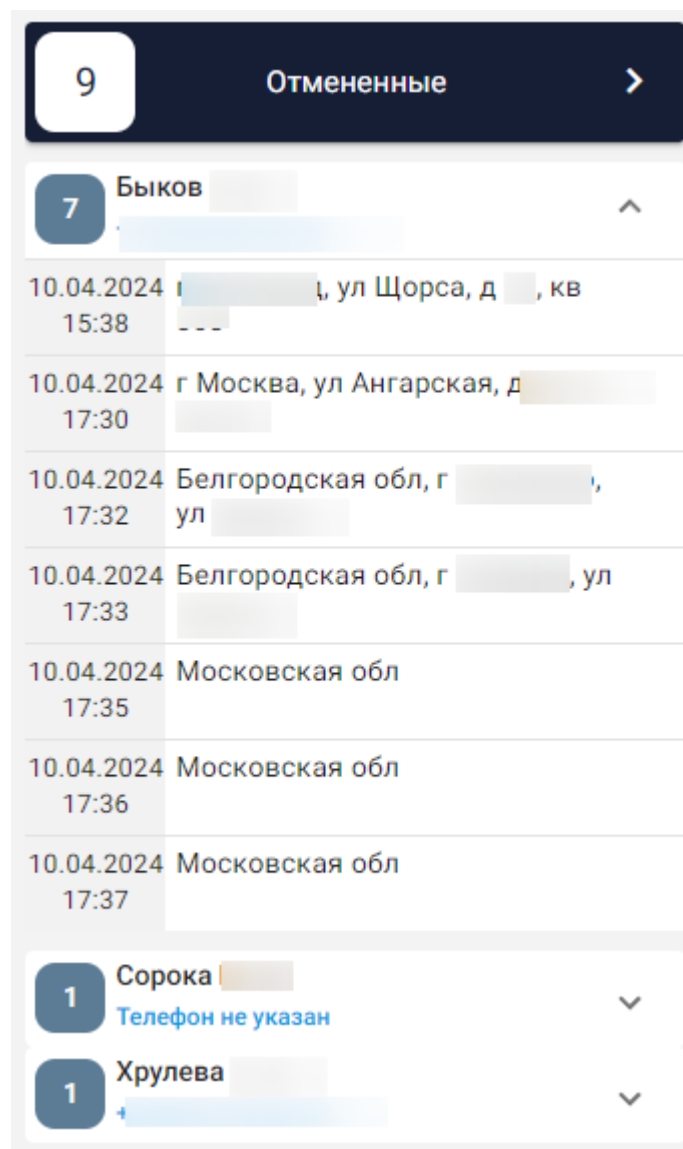 9 Отмененные
7 Быков
10.04.2024 ул Щорса, д , кв
15:38
10.04.2024 г Москва, ул Ангарская, д
17:30
10.04.2024 Белгородская обл, г ,
17:32 ул
10.04.2024 Белгородская обл, г , ул
17:33
10.04.2024 Московская обл
17:35
10.04.2024 Московская обл
17:36
10.04.2024 Московская обл
17:37
1 Сорока
Телефон не указан
1 Хрулева
+